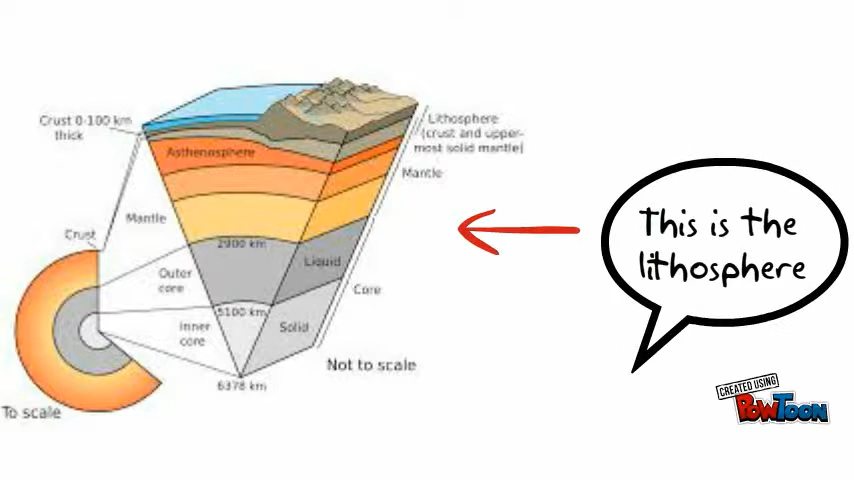 Crust 0-100 km
thick
Asthenosphere
Lithosphere
(crust and upper-
most solid mantle)
Mantle
Mantle
Crust
2900 km
Liquid
Outer
core
Core
5100 km
Solid
Inner
core
Not to scale
6378 km
To scale
This is the
lithosphere
CREATED USING
POWTOON